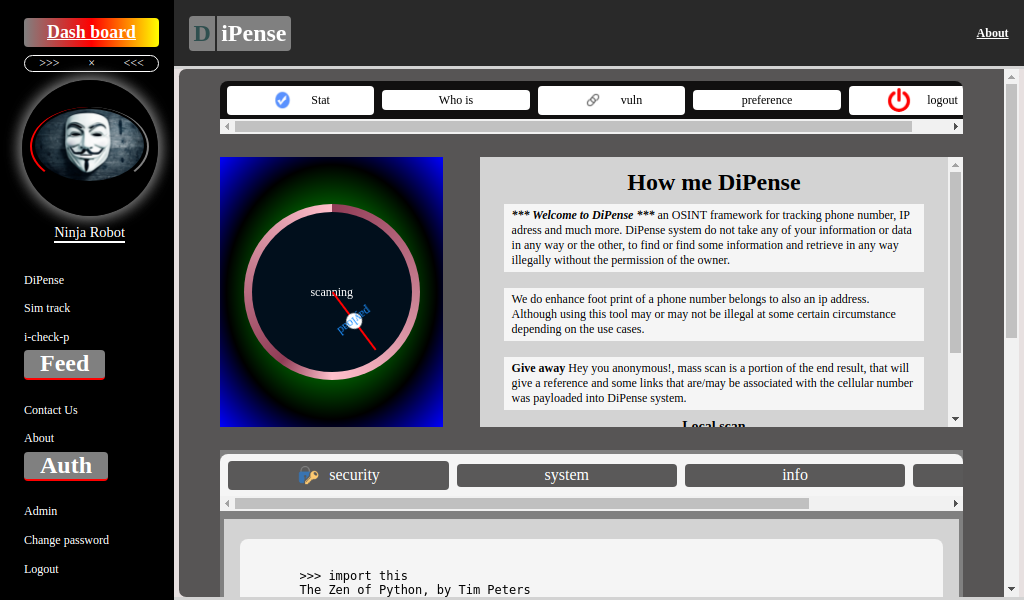 Dash board
>>> × <<<
Ninja Robot
DiPense
Sim track
i-check-p
Feed
Contact Us
About
Auth
Admin
Change password
Logout
D iPense
About
Stat
Who is
vuln
preference
logout
scanning
How me DiPense
*** Welcome to DiPense *** an OSINT framework for tracking phone number, IP
adress and much more. DiPense system do not take any of your information or data
in any way or the other, to find or find some information and retrieve in any way
illegally without the permission of the owner.
We do enhance foot print of a phone number belongs to also an ip address.
Although using this tool may or may not be illegal at some certain circumstance
depending on the use cases.
Give away Hey you anonymous!, mass scan is a portion of the end result, that will
give a reference and some links that are/may be associated with the cellular number
was payloaded into DiPense system.
Local scan
security
system
info
>>> import this
The Zen of Python, by Tim Peters